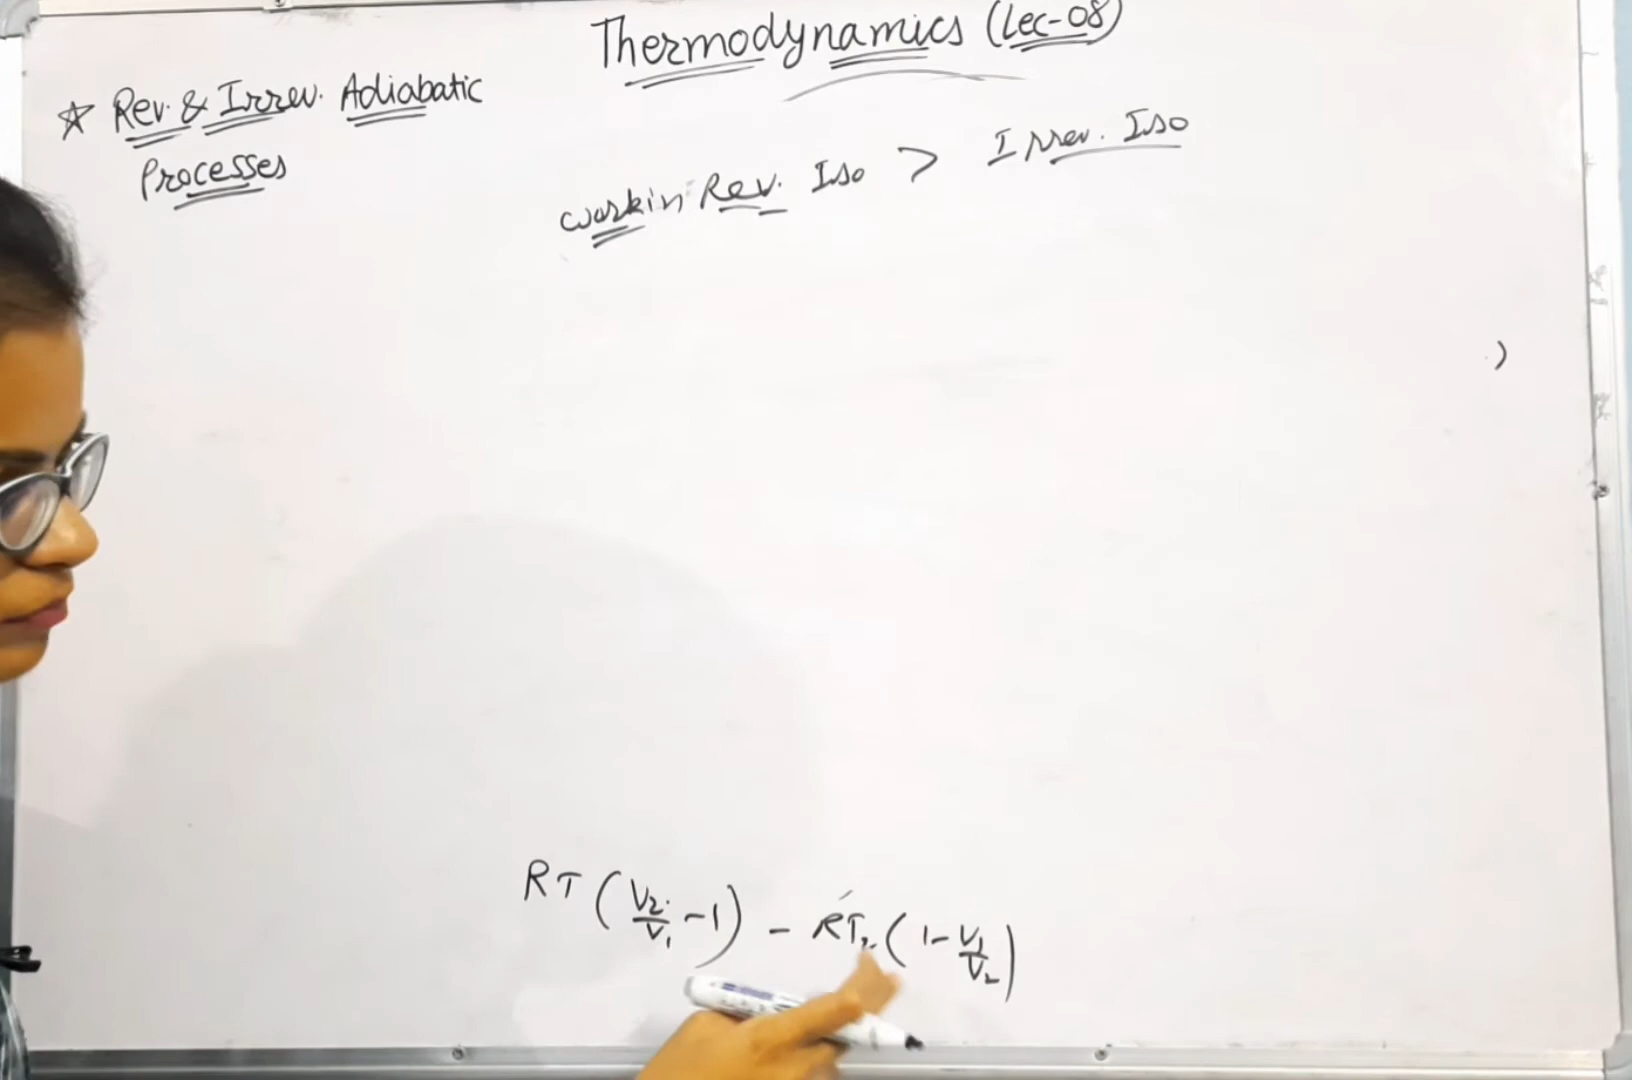 Thermodynamics (Lec-08)
☆ Rev. & Irrev. Adiabatic
Processes
work in Rev. Iso > Irrev. Iso
)
RT (V₂/V₁ - 1) - RT₂ (1 - V₁/V₂)